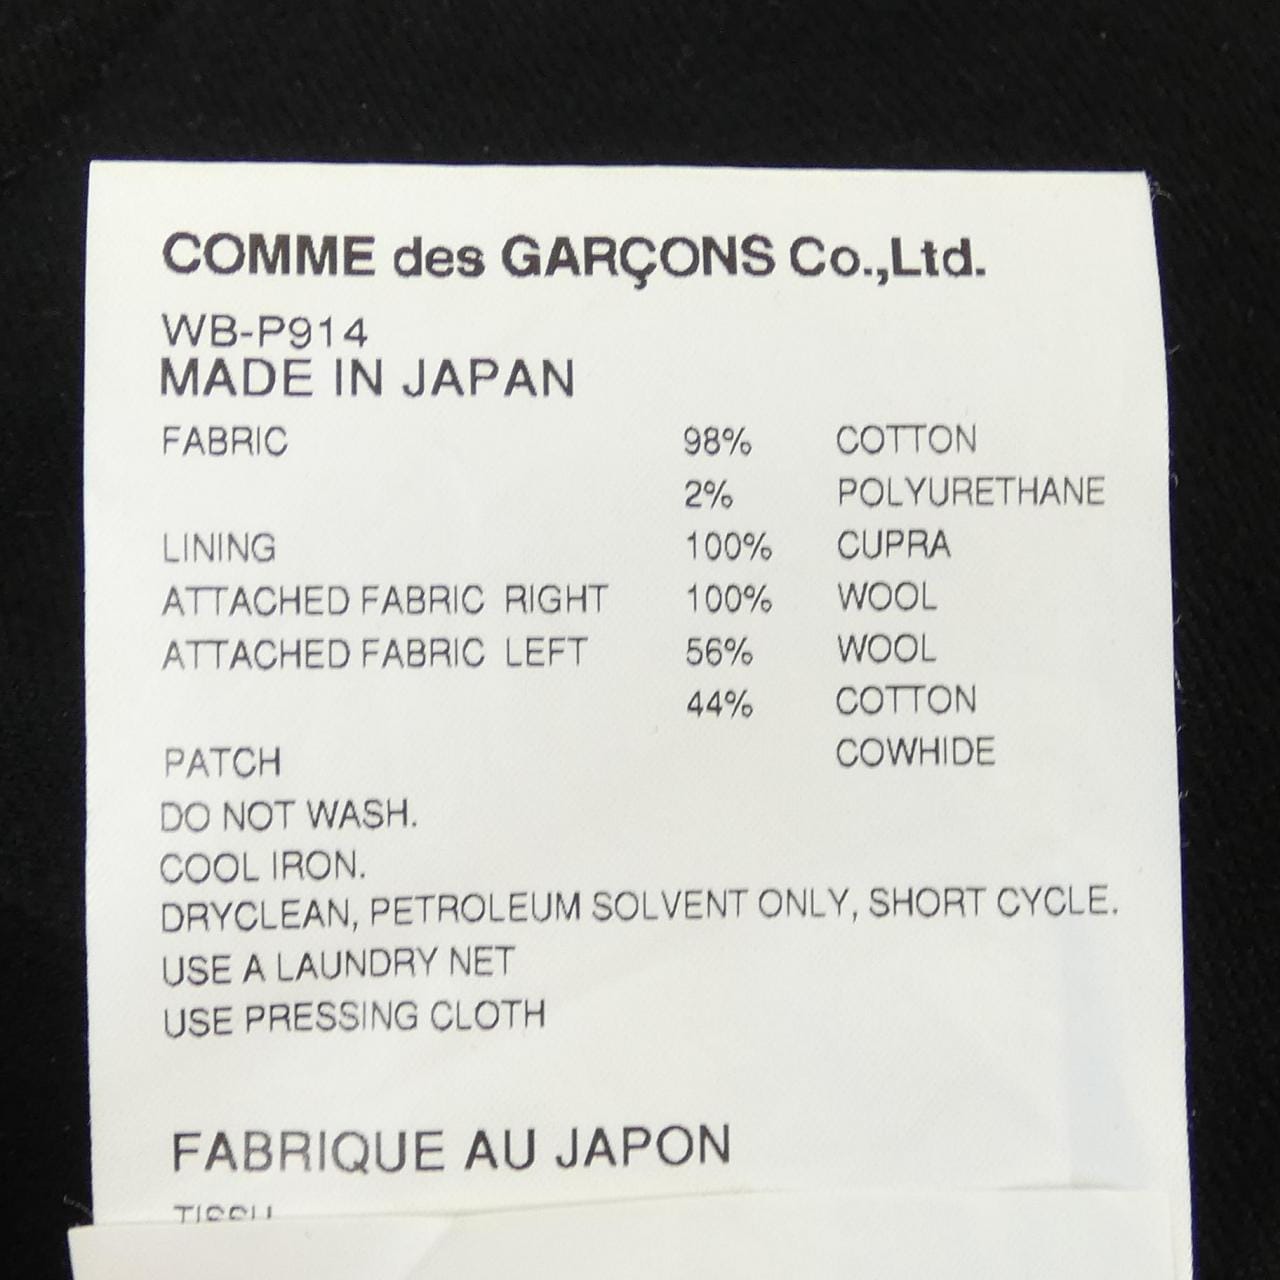 COMME des GARÇONS Co.,Ltd.
WB-P914
MADE IN JAPAN
FABRIC 98% COTTON
2% POLYURETHANE
LINING 100% CUPRA
ATTACHED FABRIC RIGHT 100% WOOL
ATTACHED FABRIC LEFT 56% WOOL
44% COTTON
PATCH COWHIDE
DO NOT WASH.
COOL IRON.
DRYCLEAN, PETROLEUM SOLVENT ONLY, SHORT CYCLE.
USE A LAUNDRY NET
USE PRESSING CLOTH
FABRIQUE AU JAPON
TISSU